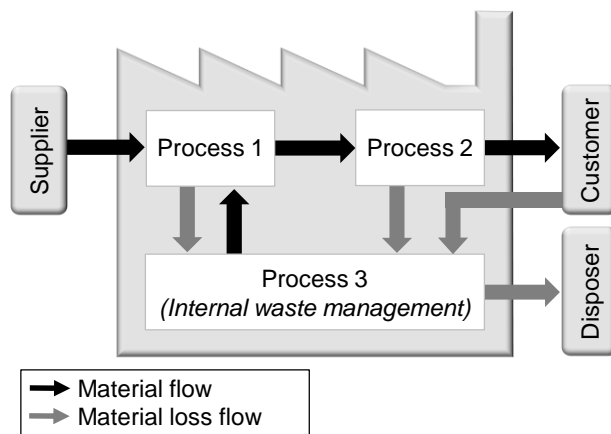 Supplier
Process 1
Process 2
Customer
Process 3
(Internal waste management)
Disposer
Material flow
Material loss flow